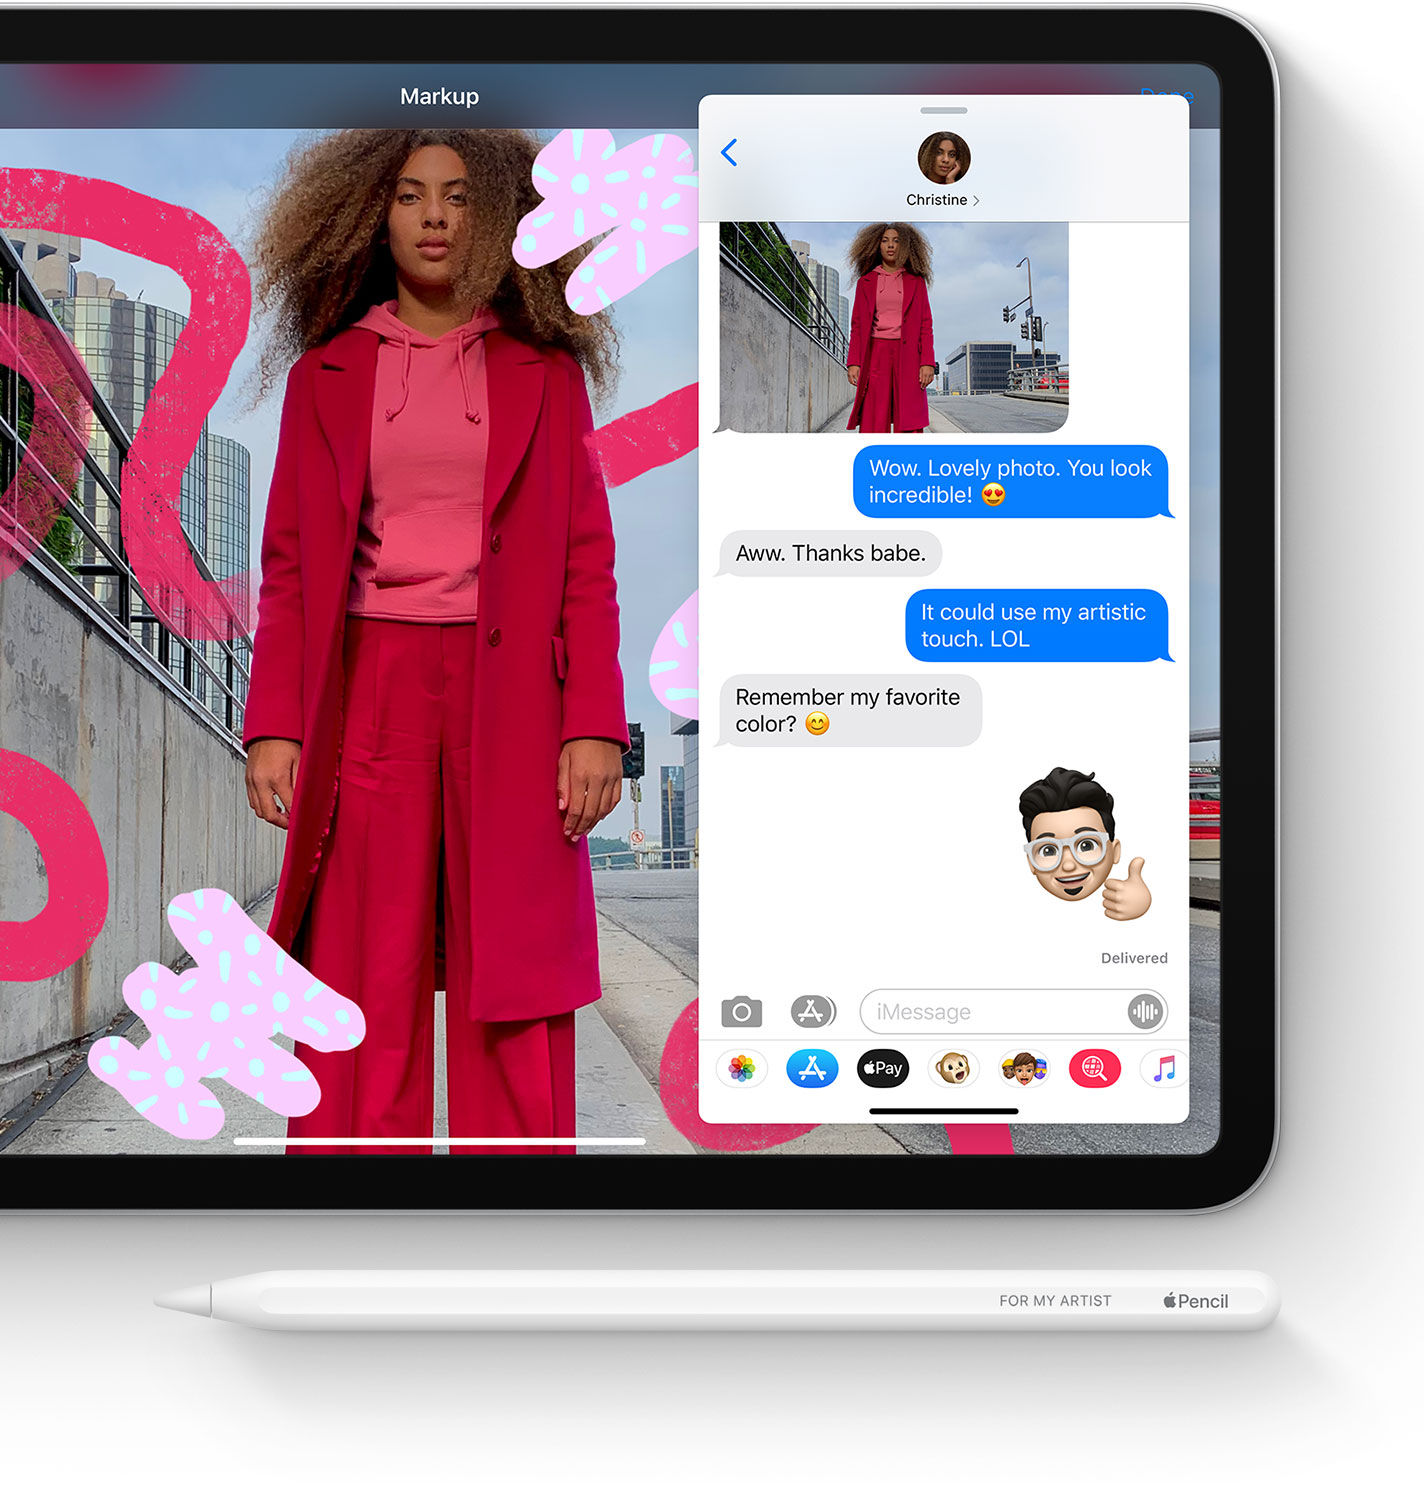 Markup
Done
Christine
Wow. Lovely photo. You look
incredible! 😍
Aww. Thanks babe.
It could use my artistic
touch. LOL
Remember my favorite
color? 😊
Delivered
iMessage
Pay
FOR MY ARTIST
Pencil